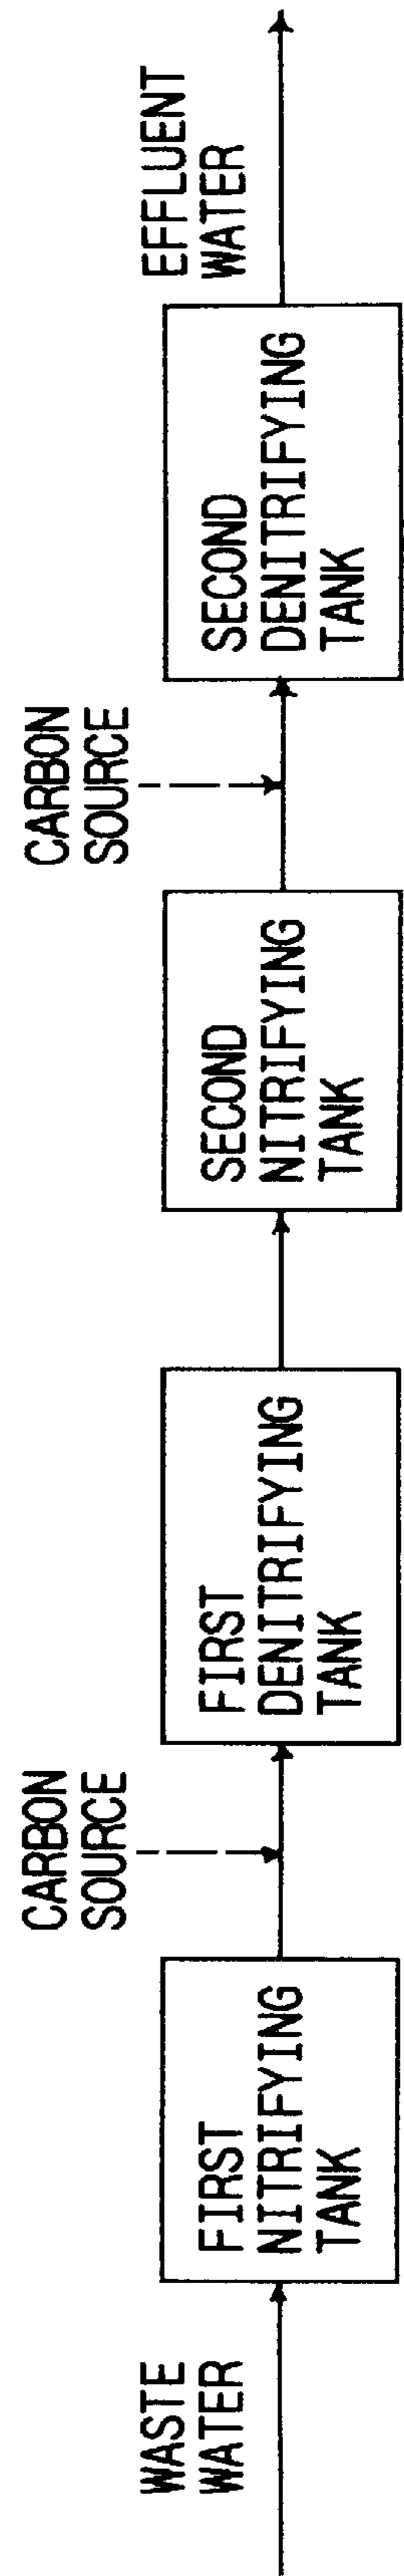 WASTE
WATER
FIRST
NITRIFYING
TANK
CARBON
SOURCE
FIRST
DENITRIFYING
TANK
SECOND
NITRIFYING
TANK
CARBON
SOURCE
SECOND
DENITRIFYING
TANK
EFFLUENT
WATER